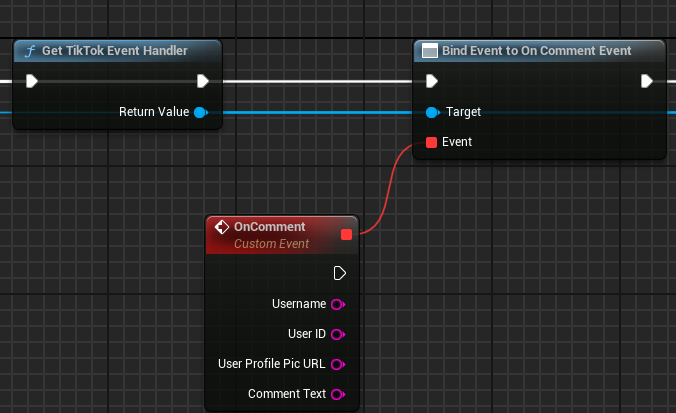 Get TikTok Event Handler
Return Value
Bind Event to On Comment Event
Target
Event
OnComment
Custom Event
Username
User ID
User Profile Pic URL
Comment Text